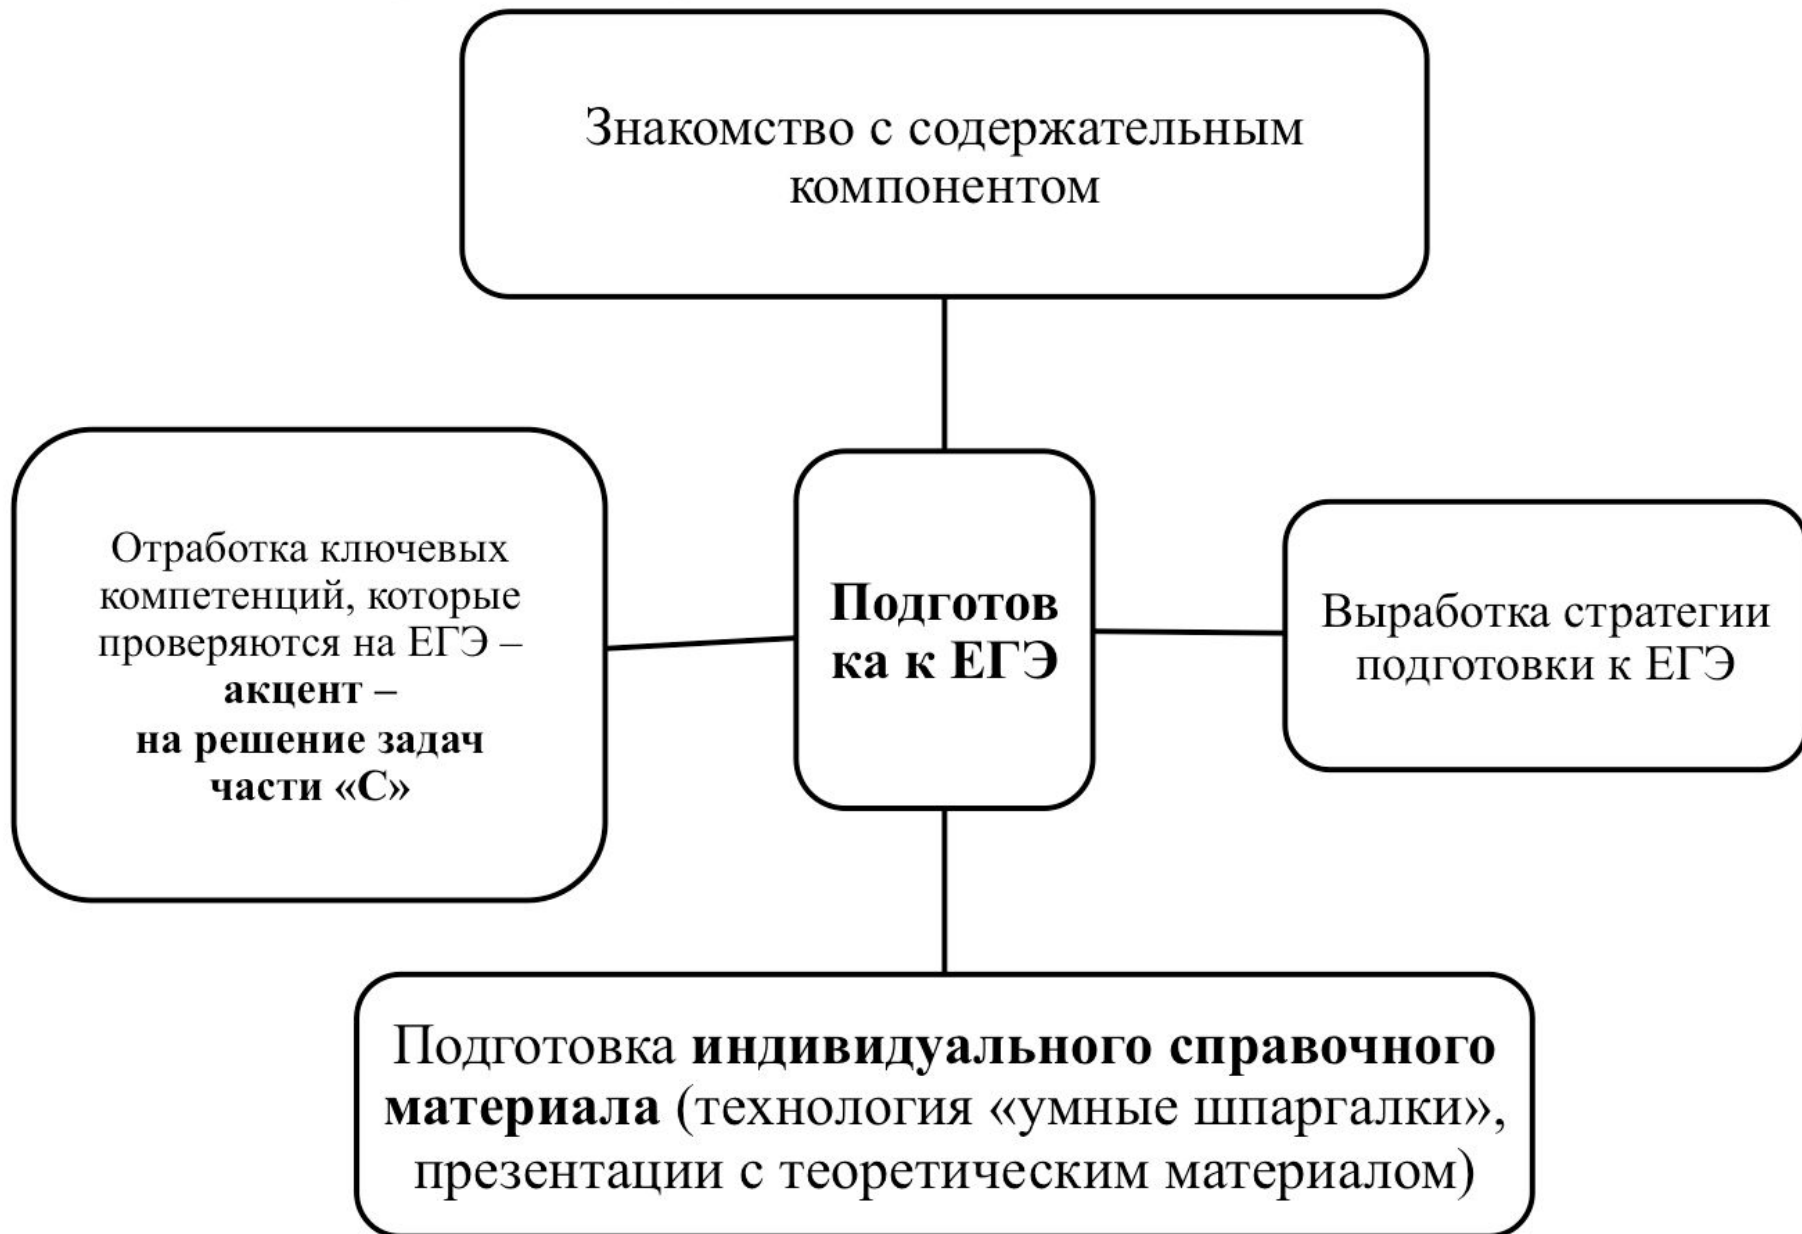 Знакомство с содержательным
компонентом
Отработка ключевых
компетенций, которые
проверяются на ЕГЭ –
акцент –
на решение задач
части «С»
Подготов
ка к ЕГЭ
Выработка стратегии
подготовки к ЕГЭ
Подготовка индивидуального справочного
материала (технология «умные шпаргалки»,
презентации с теоретическим материалом)